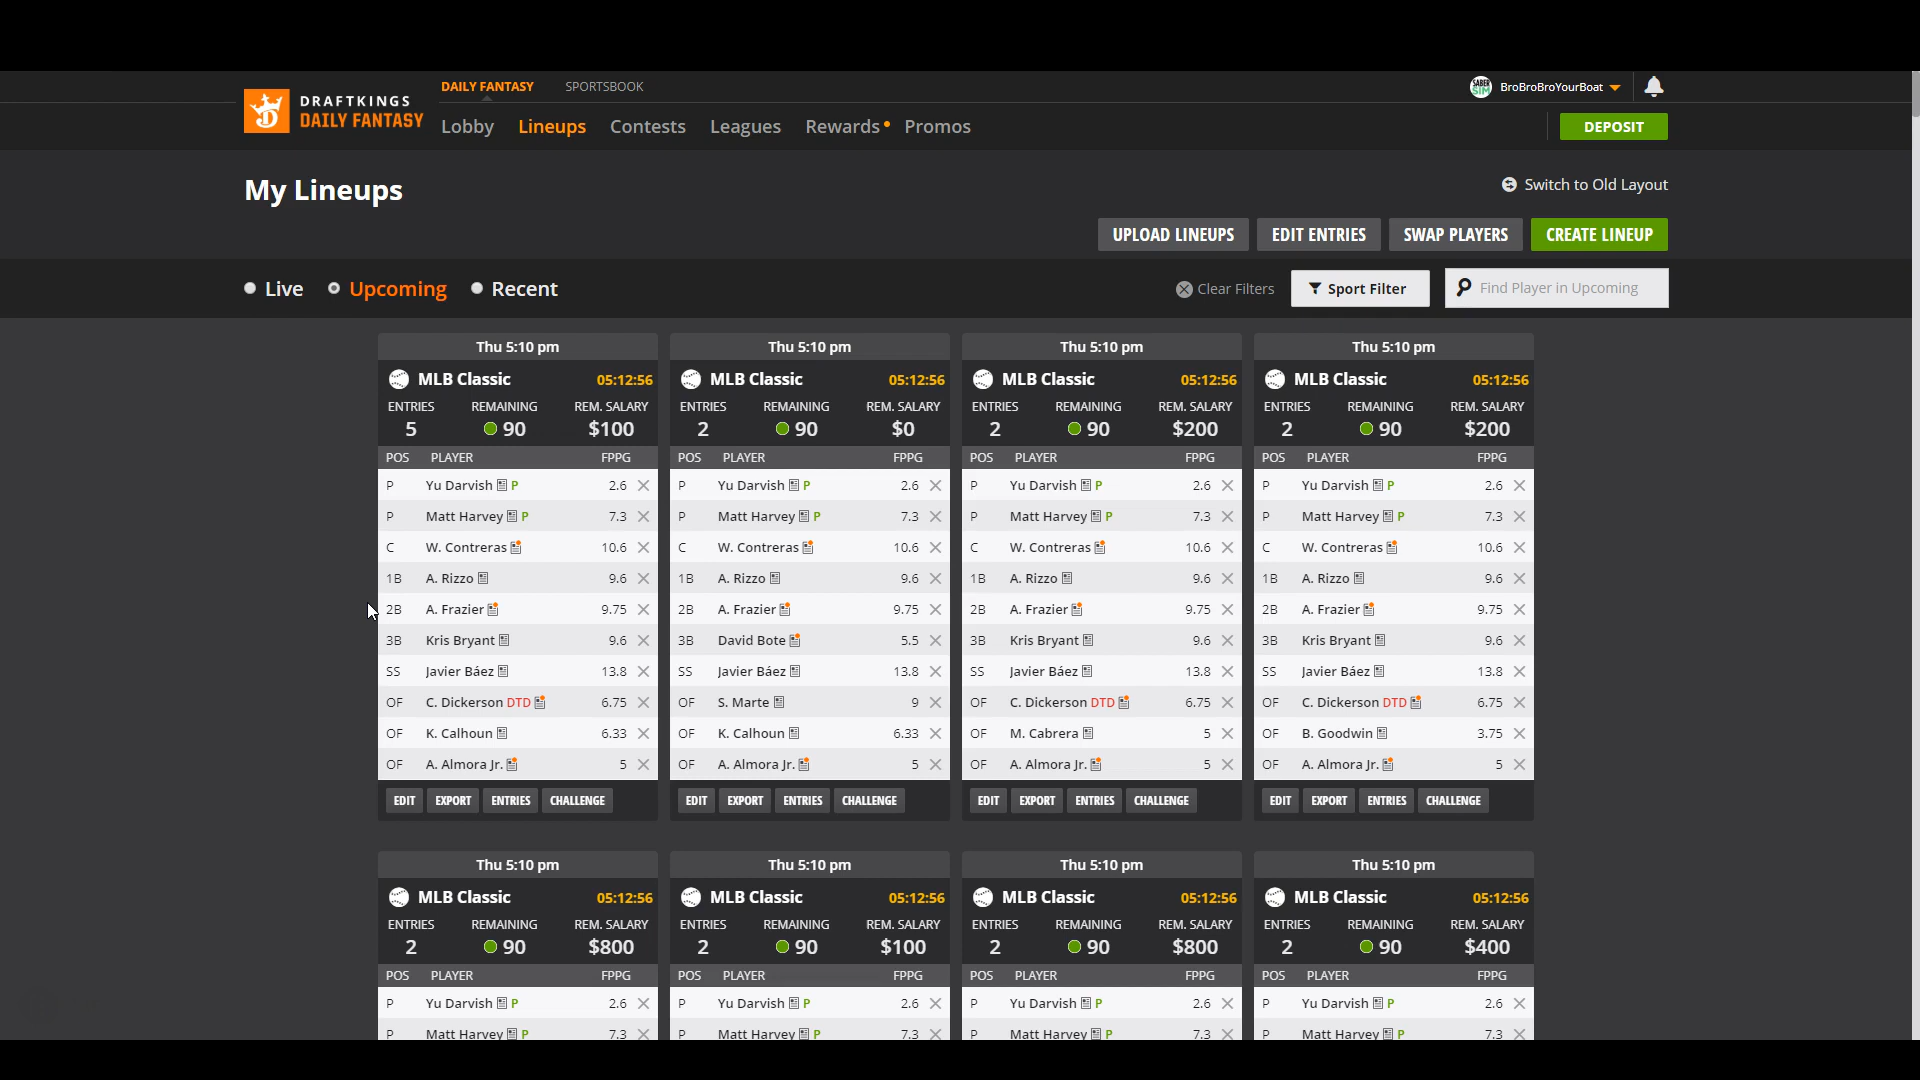 DAILY FANTASY SPORTSBOOK BroBroBroYourBoat
DRAFTKINGS
DAILY FANTASY
Lobby Lineups Contests Leagues Rewards Promos DEPOSIT
My Lineups Switch to Old Layout
UPLOAD LINEUPS EDIT ENTRIES SWAP PLAYERS CREATE LINEUP
Live Upcoming Recent Clear Filters Sport Filter Find Player in Upcoming
Thu 5:10 pm Thu 5:10 pm Thu 5:10 pm Thu 5:10 pm
MLB Classic 05:12:56 MLB Classic 05:12:56 MLB Classic 05:12:56 MLB Classic 05:12:56
ENTRIES REMAINING REM. SALARY ENTRIES REMAINING REM. SALARY ENTRIES REMAINING REM. SALARY ENTRIES REMAINING REM. SALARY
5 90 $100 2 90 $0 2 90 $200 2 90 $200
POS PLAYER FPPG POS PLAYER FPPG POS PLAYER FPPG POS PLAYER FPPG
P Yu Darvish P 2.6 P Yu Darvish P 2.6 P Yu Darvish P 2.6 P Yu Darvish P 2.6
P Matt Harvey P 7.3 P Matt Harvey P 7.3 P Matt Harvey P 7.3 P Matt Harvey P 7.3
C W. Contreras 10.6 C W. Contreras 10.6 C W. Contreras 10.6 C W. Contreras 10.6
1B A. Rizzo 9.6 1B A. Rizzo 9.6 1B A. Rizzo 9.6 1B A. Rizzo 9.6
2B A. Frazier 9.75 2B A. Frazier 9.75 2B A. Frazier 9.75 2B A. Frazier 9.75
3B Kris Bryant 9.6 3B David Bote 5.5 3B Kris Bryant 9.6 3B Kris Bryant 9.6
SS Javier Báez 13.8 SS Javier Báez 13.8 SS Javier Báez 13.8 SS Javier Báez 13.8
OF C. Dickerson DTD 6.75 OF S. Marte 9 OF C. Dickerson DTD 6.75 OF C. Dickerson DTD 6.75
OF K. Calhoun 6.33 OF K. Calhoun 6.33 OF M. Cabrera 5 OF B. Goodwin 3.75
OF A. Almora Jr. 5 OF A. Almora Jr. 5 OF A. Almora Jr. 5 OF A. Almora Jr. 5
EDIT EXPORT ENTRIES CHALLENGE EDIT EXPORT ENTRIES CHALLENGE EDIT EXPORT ENTRIES CHALLENGE EDIT EXPORT ENTRIES CHALLENGE
Thu 5:10 pm Thu 5:10 pm Thu 5:10 pm Thu 5:10 pm
MLB Classic 05:12:56 MLB Classic 05:12:56 MLB Classic 05:12:56 MLB Classic 05:12:56
ENTRIES REMAINING REM. SALARY ENTRIES REMAINING REM. SALARY ENTRIES REMAINING REM. SALARY ENTRIES REMAINING REM. SALARY
2 90 $800 2 90 $100 2 90 $800 2 90 $400
POS PLAYER FPPG POS PLAYER FPPG POS PLAYER FPPG POS PLAYER FPPG
P Yu Darvish P 2.6 P Yu Darvish P 2.6 P Yu Darvish P 2.6 P Yu Darvish P 2.6
P Matt Harvey P 7.3 P Matt Harvey P 7.3 P Matt Harvey P 7.3 P Matt Harvey P 7.3